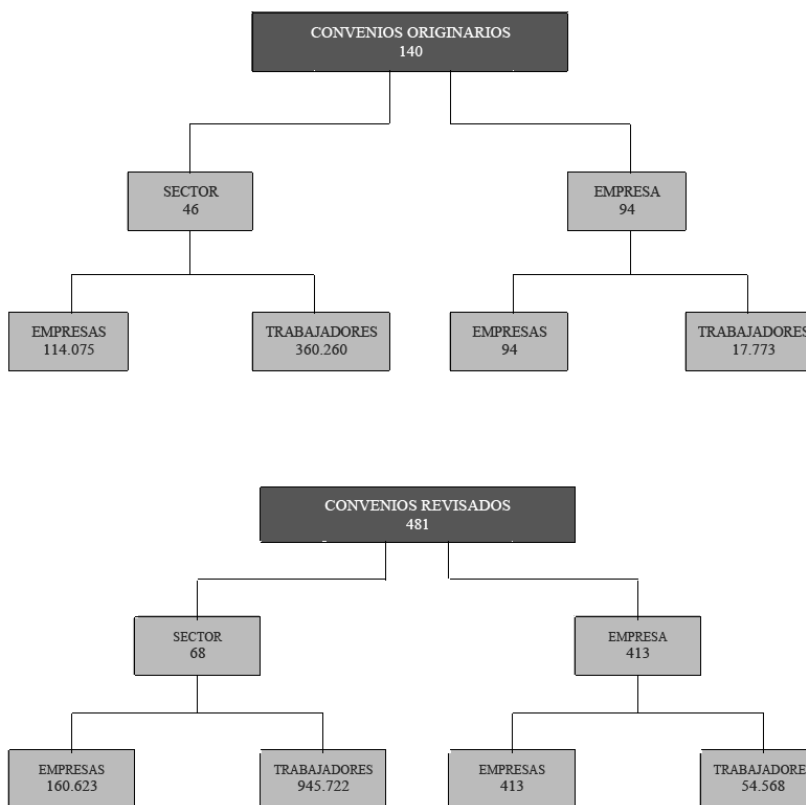 CONVENIOS ORIGINARIOS
140
SECTOR
46
EMPRESA
94
EMPRESAS
114.075
TRABAJADORES
360.260
EMPRESAS
94
TRABAJADORES
17.773
CONVENIOS REVISADOS
481
SECTOR
68
EMPRESA
413
EMPRESAS
160.623
TRABAJADORES
945.722
EMPRESAS
413
TRABAJADORES
54.568